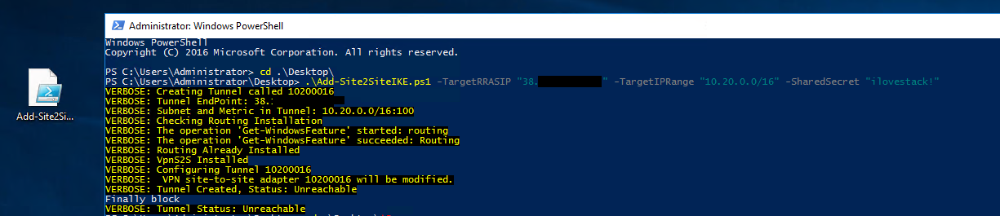 Administrator: Windows PowerShell
Windows PowerShell
Copyright (C) 2016 Microsoft Corporation. All rights reserved.
PS C:\Users\Administrator> cd .\Desktop\
PS C:\Users\Administrator\Desktop> .\Add-Site2SiteIKE.ps1 -TargetRRASIP "38. " -TargetIPRange "10.20.0.0/16" -SharedSecret "ilovestack!"
VERBOSE: Creating Tunnel called 10200016
VERBOSE: Tunnel EndPoint: 38.
VERBOSE: Subnet and Metric in Tunnel: 10.20.0.0/16:100
VERBOSE: Checking Routing Installation
VERBOSE: The operation 'Get-WindowsFeature' started: routing
VERBOSE: The operation 'Get-WindowsFeature' succeeded: Routing
VERBOSE: Routing Already Installed
VERBOSE: VpnS2S Installed
VERBOSE: Configuring Tunnel 10200016
VERBOSE:  VPN site-to-site adapter 10200016 will be modified.
VERBOSE: Tunnel Created, Status: Unreachable
Finally block
VERBOSE: Tunnel Status: Unreachable
Add-Site2Si...